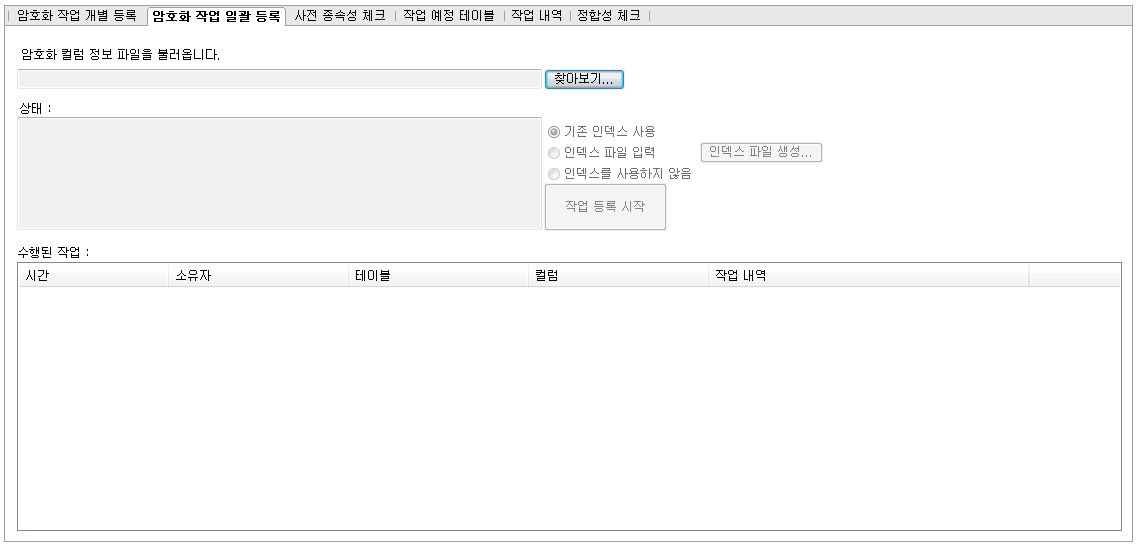 암호화 작업 개별 등록 암호화 작업 일괄 등록 사전 종속성 체크 작업 예정 테이블 작업 내역 정합성 체크
암호화 컬럼 정보 파일을 불러옵니다.
찾아보기...
상태 :
기존 인덱스 사용
인덱스 파일 입력 인덱스 파일 생성...
인덱스를 사용하지 않음
작업 등록 시작
수행된 작업 :
시간 소유자 테이블 컬럼 작업 내역